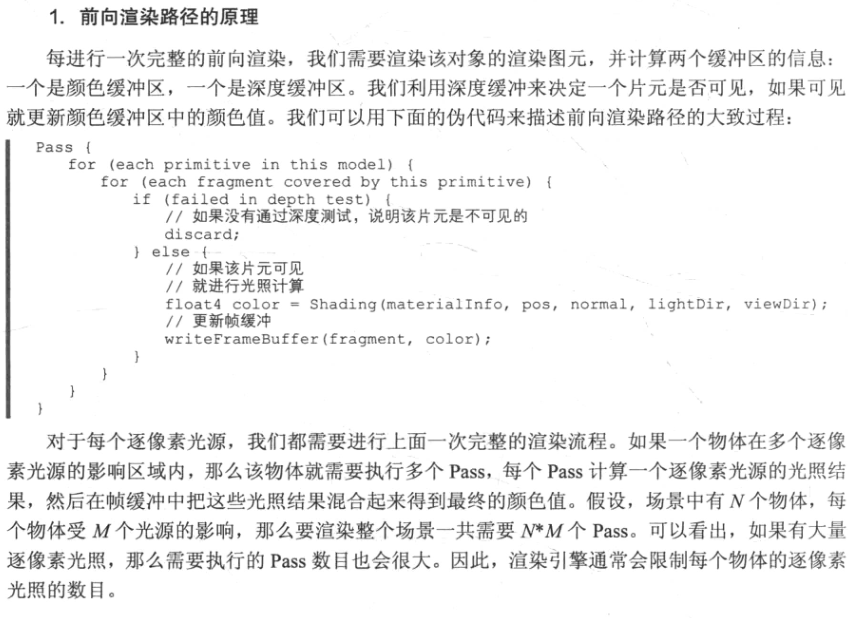 1. 前向渲染路径的原理
每进行一次完整的前向渲染，我们需要渲染该对象的渲染图元，并计算两个缓冲区的信息：
一个是颜色缓冲区，一个是深度缓冲区。我们利用深度缓冲来决定一个片元是否可见，如果可见
就更新颜色缓冲区中的颜色值。我们可以用下面的伪代码来描述前向渲染路径的大致过程：
Pass {
for (each primitive in this model) {
for (each fragment covered by this primitive) {
if (failed in depth test) {
// 如果没有通过深度测试，说明该片元是不可见的
discard;
} else {
// 如果该片元可见
// 就进行光照计算
float4 color = Shading(materialInfo, pos, normal, lightDir, viewDir);
// 更新帧缓冲
writeFrameBuffer(fragment, color);
}
}
}
}
对于每个逐像素光源，我们都需要进行上面一次完整的渲染流程。如果一个物体在多个逐像
素光源的影响区域内，那么该物体就需要执行多个 Pass，每个 Pass 计算一个逐像素光源的光照结
果，然后在帧缓冲中把这些光照结果混合起来得到最终的颜色值。假设，场景中有 N 个物体，每
个物体受 M 个光源的影响，那么要渲染整个场景一共需要 N*M 个 Pass。可以看出，如果有大量
逐像素光照，那么需要执行的 Pass 数目也会很大。因此，渲染引擎通常会限制每个物体的逐像素
光照的数目。